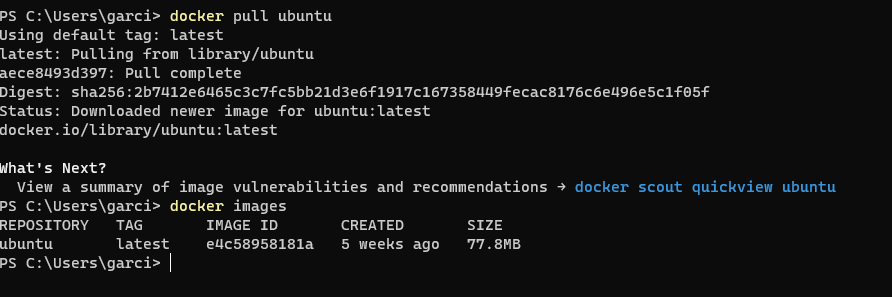 PS C:\Users\garci> docker pull ubuntu
Using default tag: latest
latest: Pulling from library/ubuntu
aece8493d397: Pull complete
Digest: sha256:2b7412e6465c3c7fc5bb21d3e6f1917c167358449fecac8176c6e496e5c1f05f
Status: Downloaded newer image for ubuntu:latest
docker.io/library/ubuntu:latest
What's Next?
View a summary of image vulnerabilities and recommendations → docker scout quickview ubuntu
PS C:\Users\garci> docker images
REPOSITORY TAG IMAGE ID CREATED SIZE
ubuntu latest e4c58958181a 5 weeks ago 77.8MB
PS C:\Users\garci>